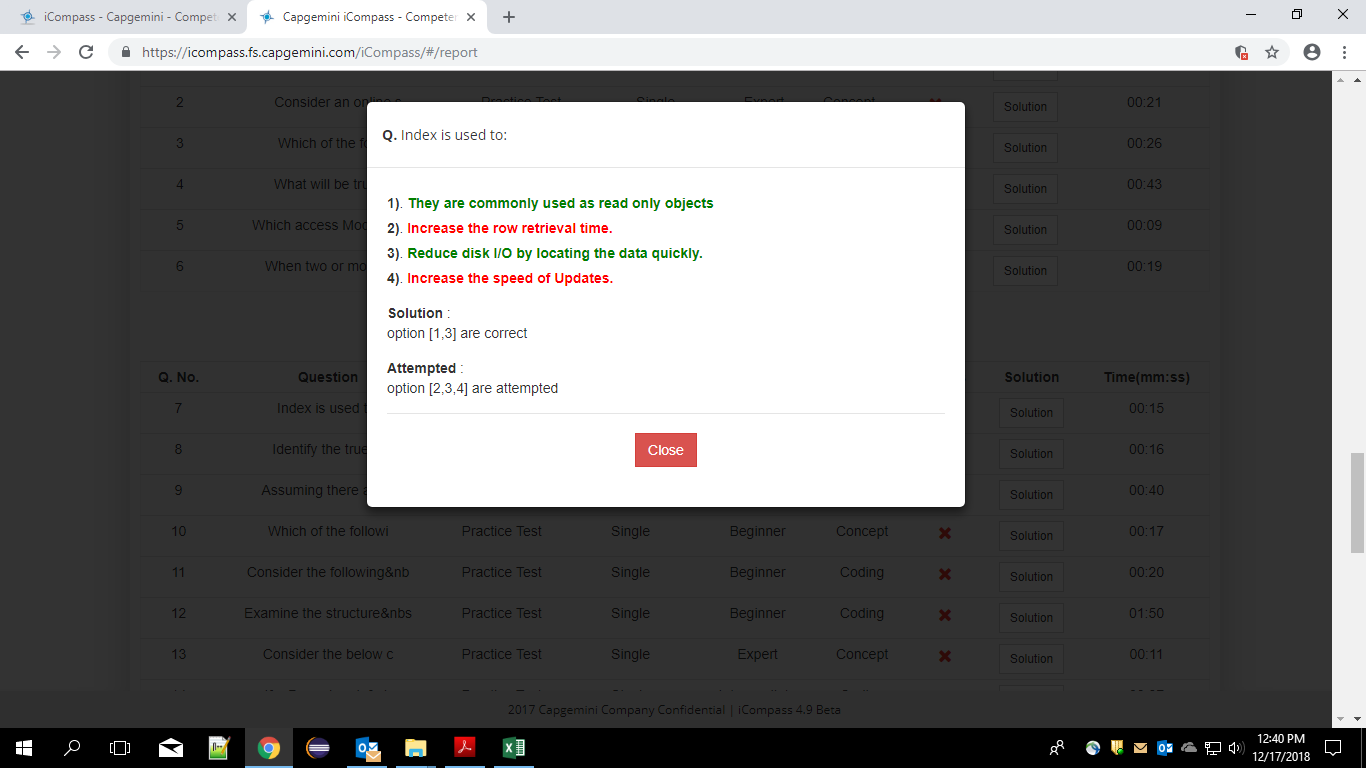 iCompass - Capgemini - Compet
Capgemini iCompass - Competen
https://icompass.fs.capgemini.com/iCompass/#/report
2 Consider an online s Practice Test Single Expert Concept Solution 00:21
3 Which of the fo Solution 00:26
4 What will be tru Solution 00:43
5 Which access Mod Solution 00:09
6 When two or mo Solution 00:19
Q. Index is used to:
1). They are commonly used as read only objects
2). Increase the row retrieval time.
3). Reduce disk I/O by locating the data quickly.
4). Increase the speed of Updates.
Solution :
option [1,3] are correct
Attempted :
option [2,3,4] are attempted
Close
Q. No. Question Solution Time(mm:ss)
7 Index is used t Solution 00:15
8 Identify the true Solution 00:16
9 Assuming there a Solution 00:40
10 Which of the followi Practice Test Single Beginner Concept Solution 00:17
11 Consider the following&nb Practice Test Single Beginner Coding Solution 00:20
12 Examine the structure&nbs Practice Test Single Beginner Coding Solution 01:50
13 Consider the below c Practice Test Single Expert Concept Solution 00:11
2017 Capgemini Company Confidential | iCompass 4.9 Beta
12:40 PM
12/17/2018